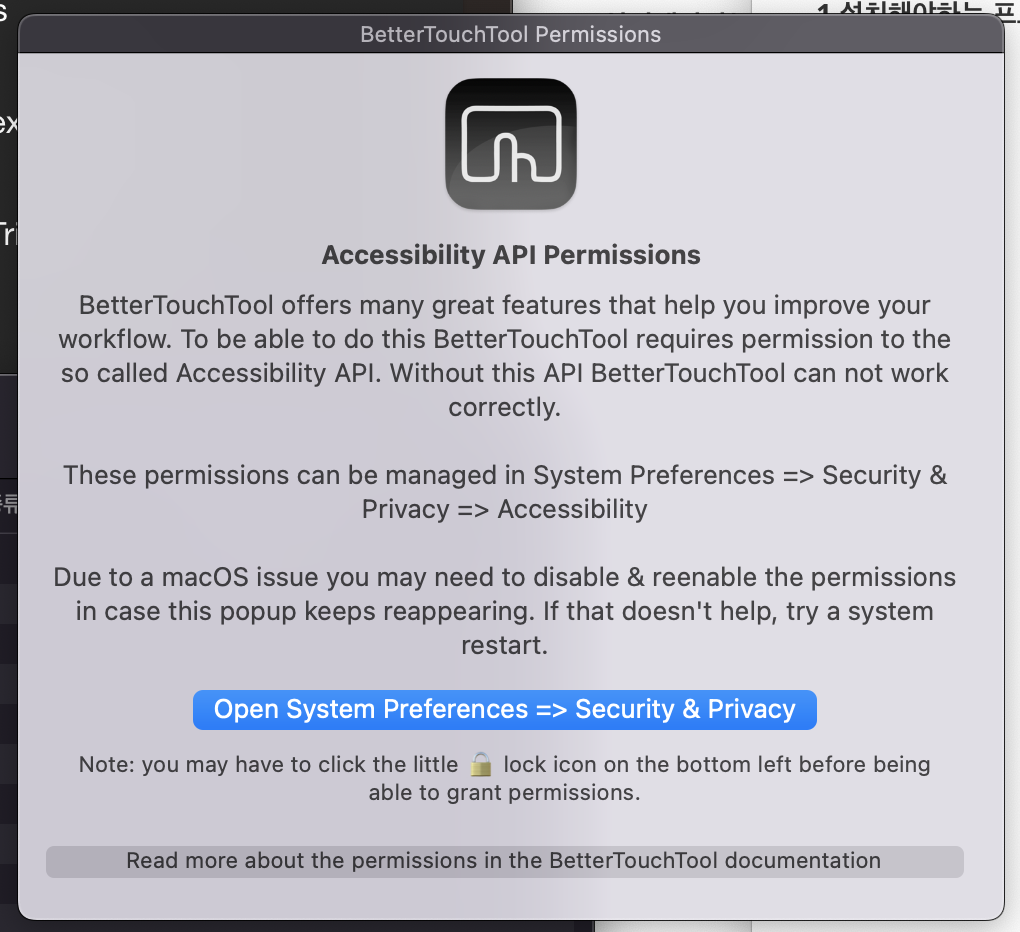 BetterTouchTool Permissions
Accessibility API Permissions
BetterTouchTool offers many great features that help you improve your
workflow. To be able to do this BetterTouchTool requires permission to the
so called Accessibility API. Without this API BetterTouchTool can not work
correctly.
These permissions can be managed in System Preferences => Security &
Privacy => Accessibility
Due to a macOS issue you may need to disable & reenable the permissions
in case this popup keeps reappearing. If that doesn't help, try a system
restart.
Open System Preferences => Security & Privacy
Note: you may have to click the little 🔒 lock icon on the bottom left before being
able to grant permissions.
Read more about the permissions in the BetterTouchTool documentation